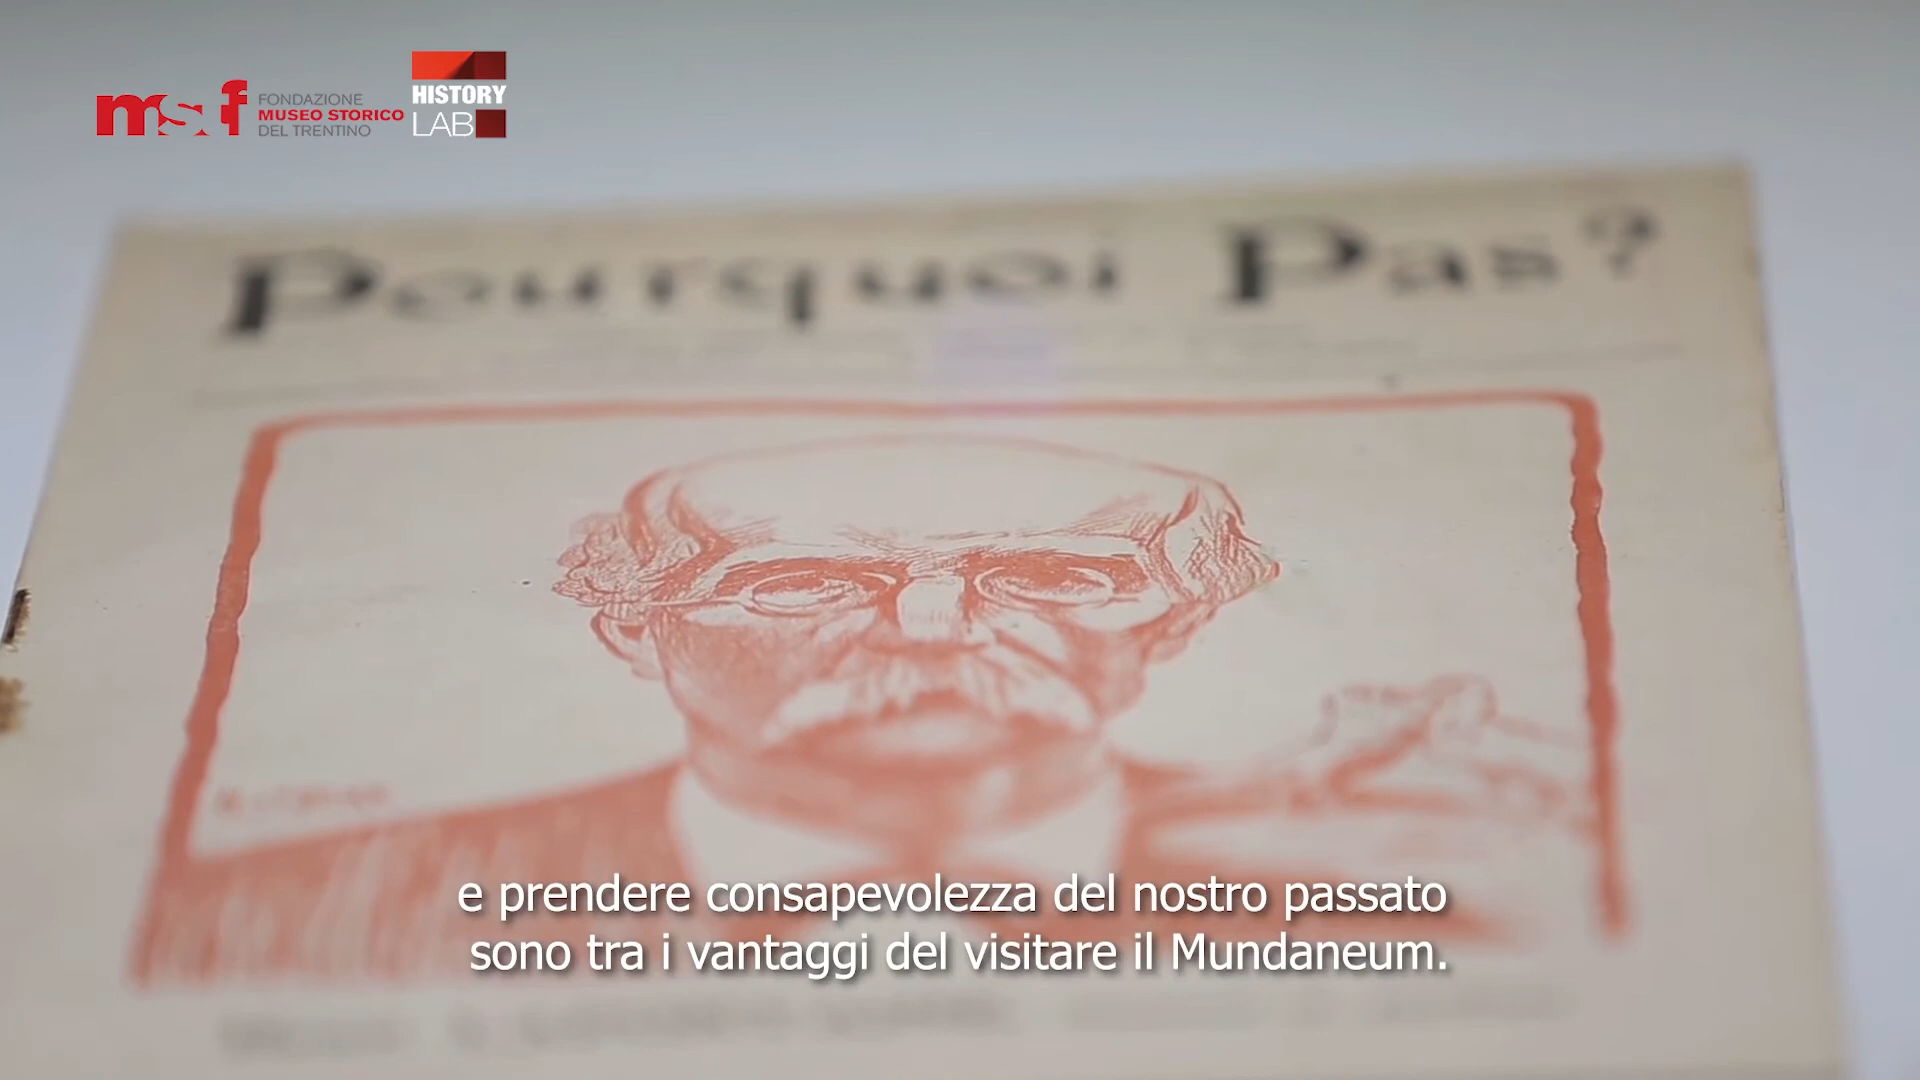 msf
FONDAZIONE
MUSEO STORICO
DEL TRENTINO
HISTORY
LAB
Pourquoi Pas?
e prendere consapevolezza del nostro passato
sono tra i vantaggi del visitare il Mundaneum.